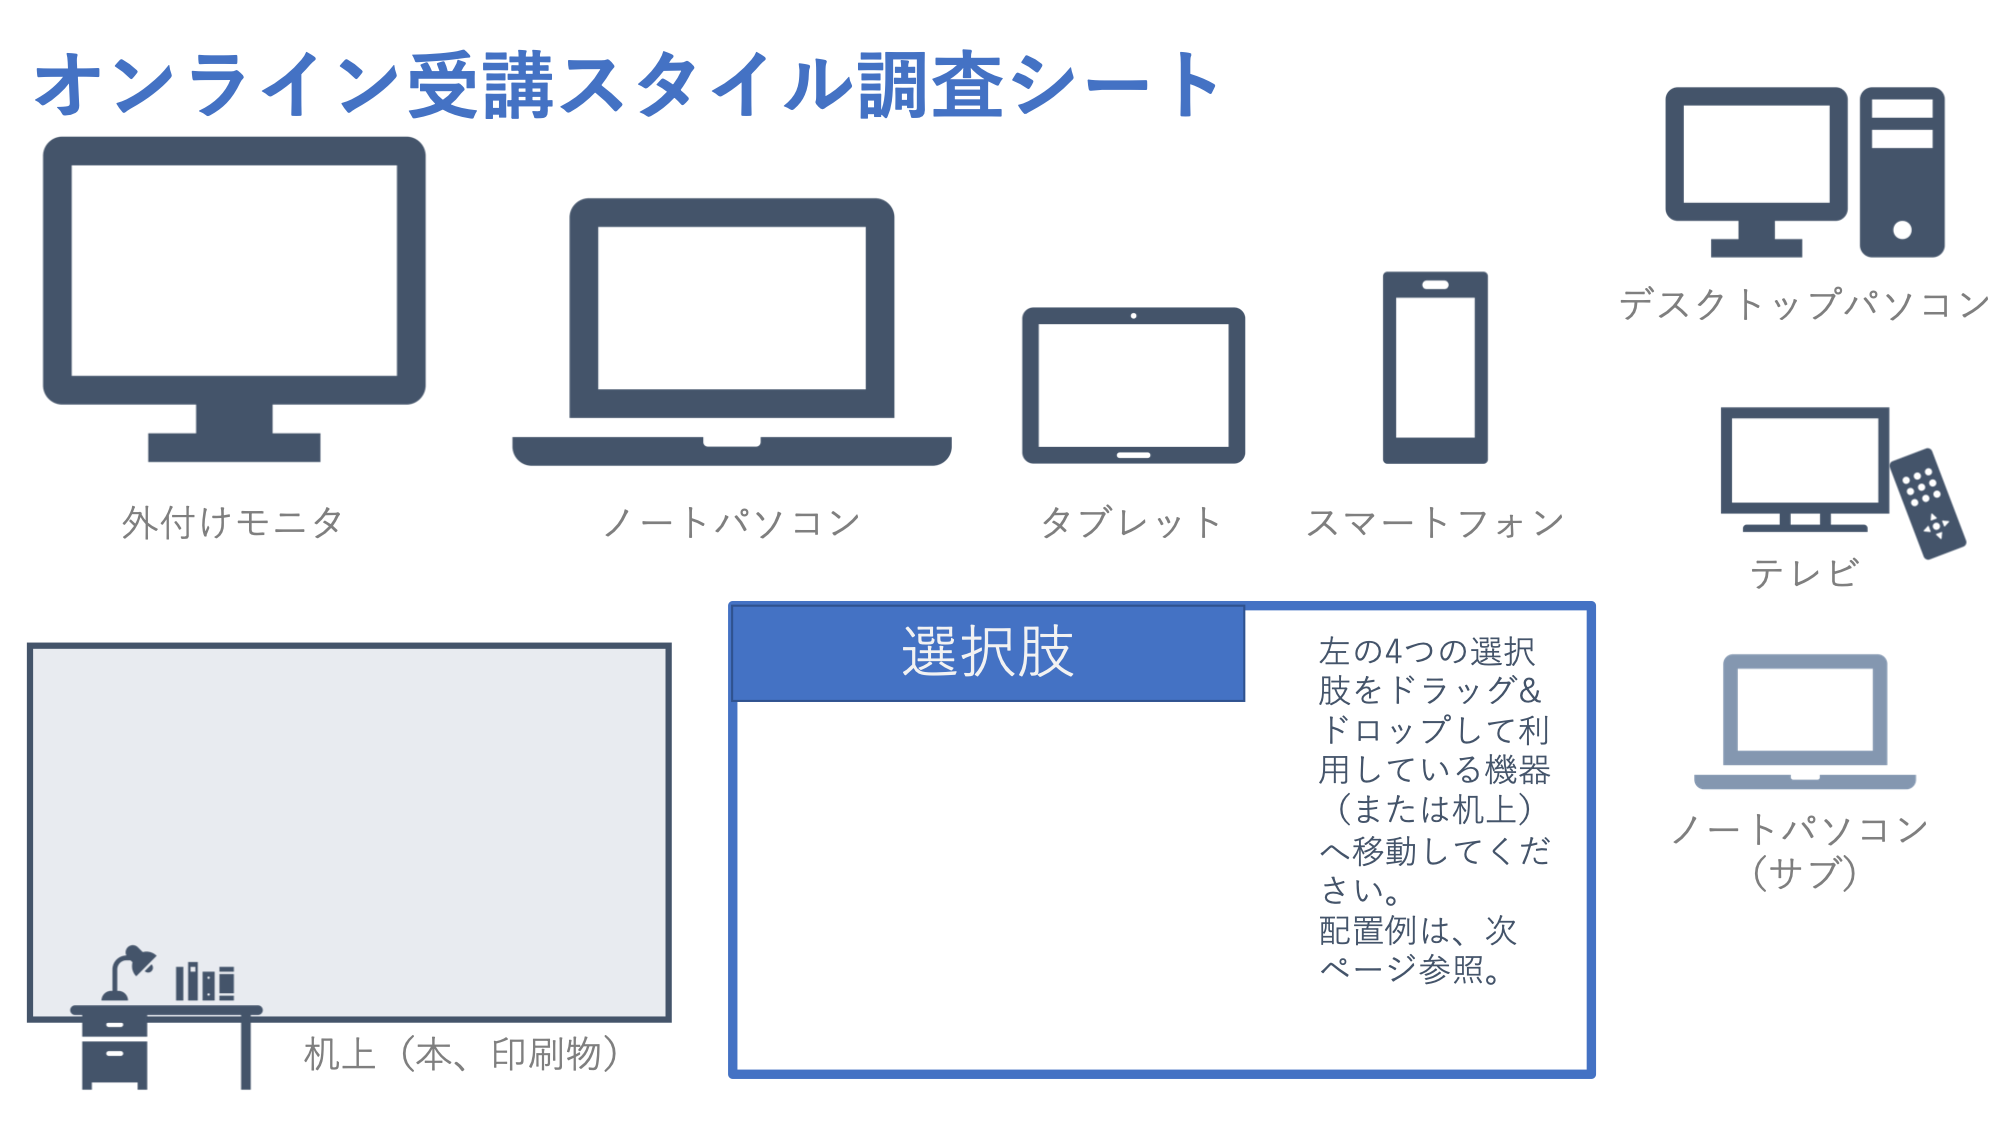 オンライン受講スタイル調査シート
外付けモニタ
ノートパソコン
タブレット
スマートフォン
デスクトップパソコン
テレビ
ノートパソコン
（サブ）
机上（本、印刷物）
選択肢
左の4つの選択
肢をドラッグ&
ドロップして利
用している機器
（または机上）
へ移動してくだ
さい。
配置例は、次
ページ参照。